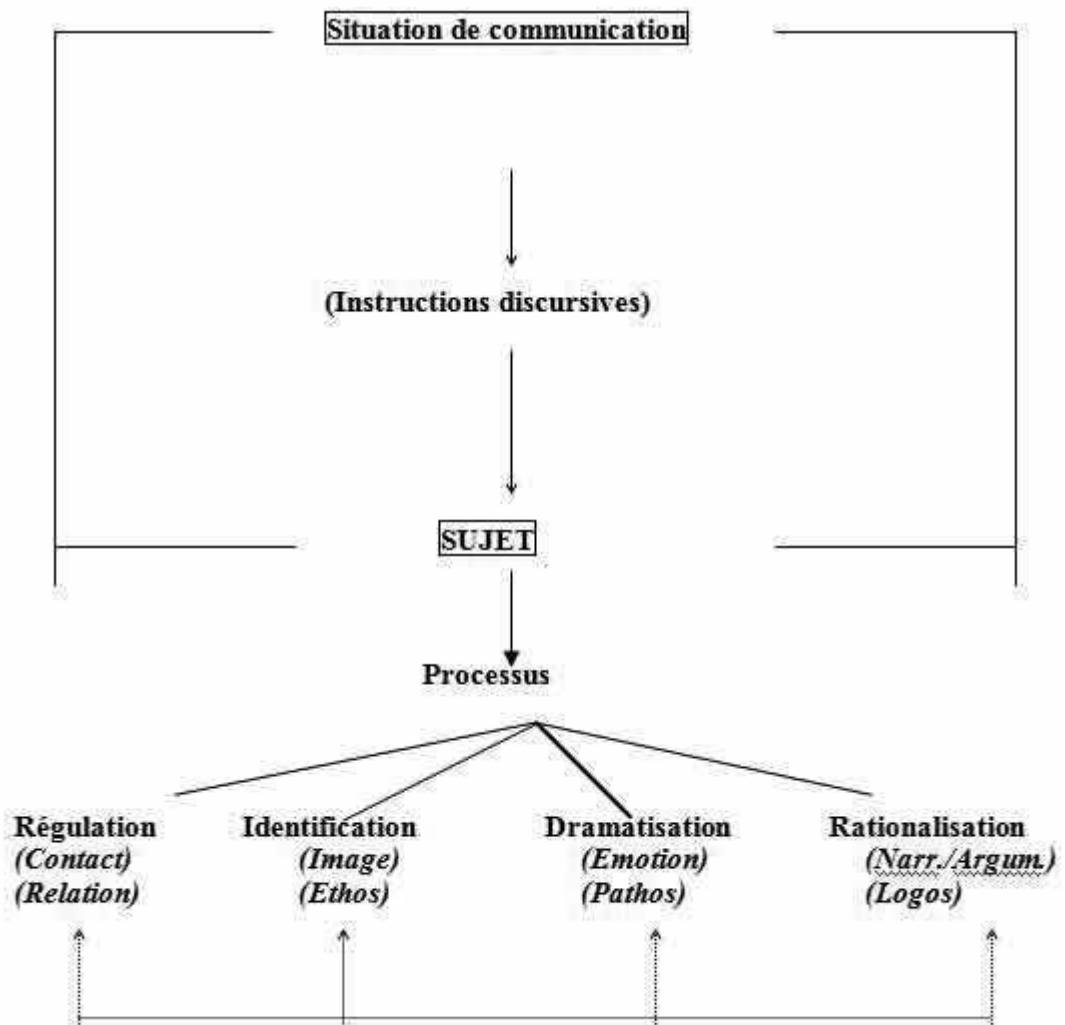 Situation de communication
(Instructions discursives)
SUJET
Processus
Régulation
(Contact)
(Relation)
Identification
(Image)
(Ethos)
Dramatisation
(Emotion)
(Pathos)
Rationalisation
(Narr./Argum.)
(Logos)